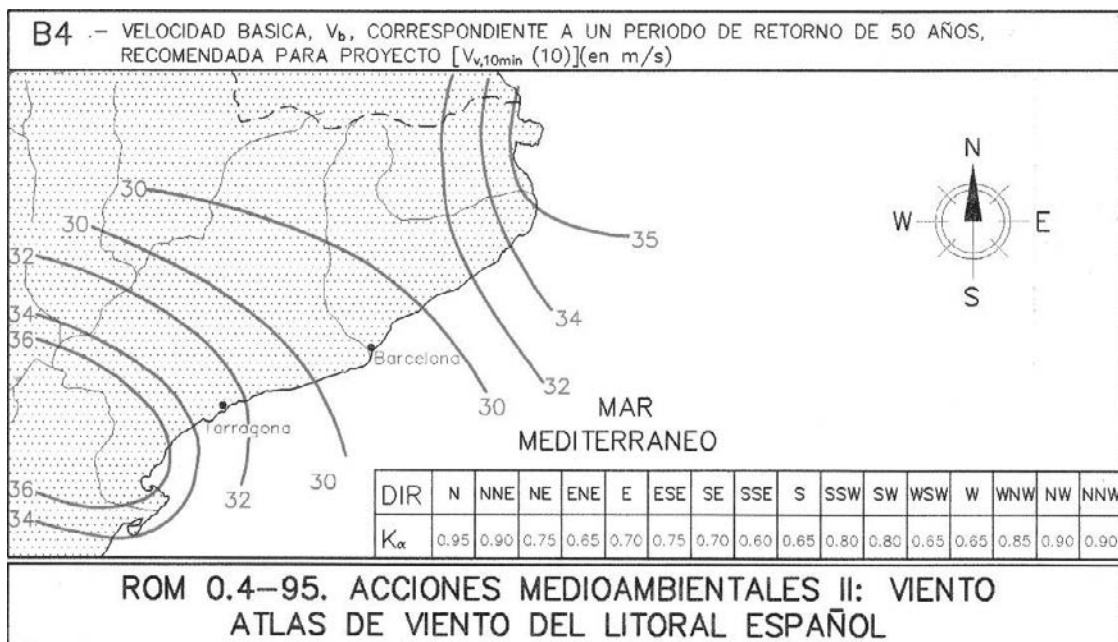 B4 .- VELOCIDAD BASICA, Vb, CORRESPONDIENTE A UN PERIODO DE RETORNO DE 50 AÑOS,
RECOMENDADA PARA PROYECTO [Vv,10min (10)](en m/s)
N
30
30
W
E
35
32
S
34
34
36
Barcelona
32
30
MAR
Tarragona
MEDITERRANEO
30
36
32
34
DIR N NNE NE ENE E ESE SE SSE S SSW SW WSW W WNW NW NNW
Kα 0.95 0.90 0.75 0.65 0.70 0.75 0.70 0.60 0.65 0.80 0.80 0.65 0.65 0.85 0.90 0.90
ROM 0.4-95. ACCIONES MEDIOAMBIENTALES II: VIENTO
ATLAS DE VIENTO DEL LITORAL ESPAÑOL